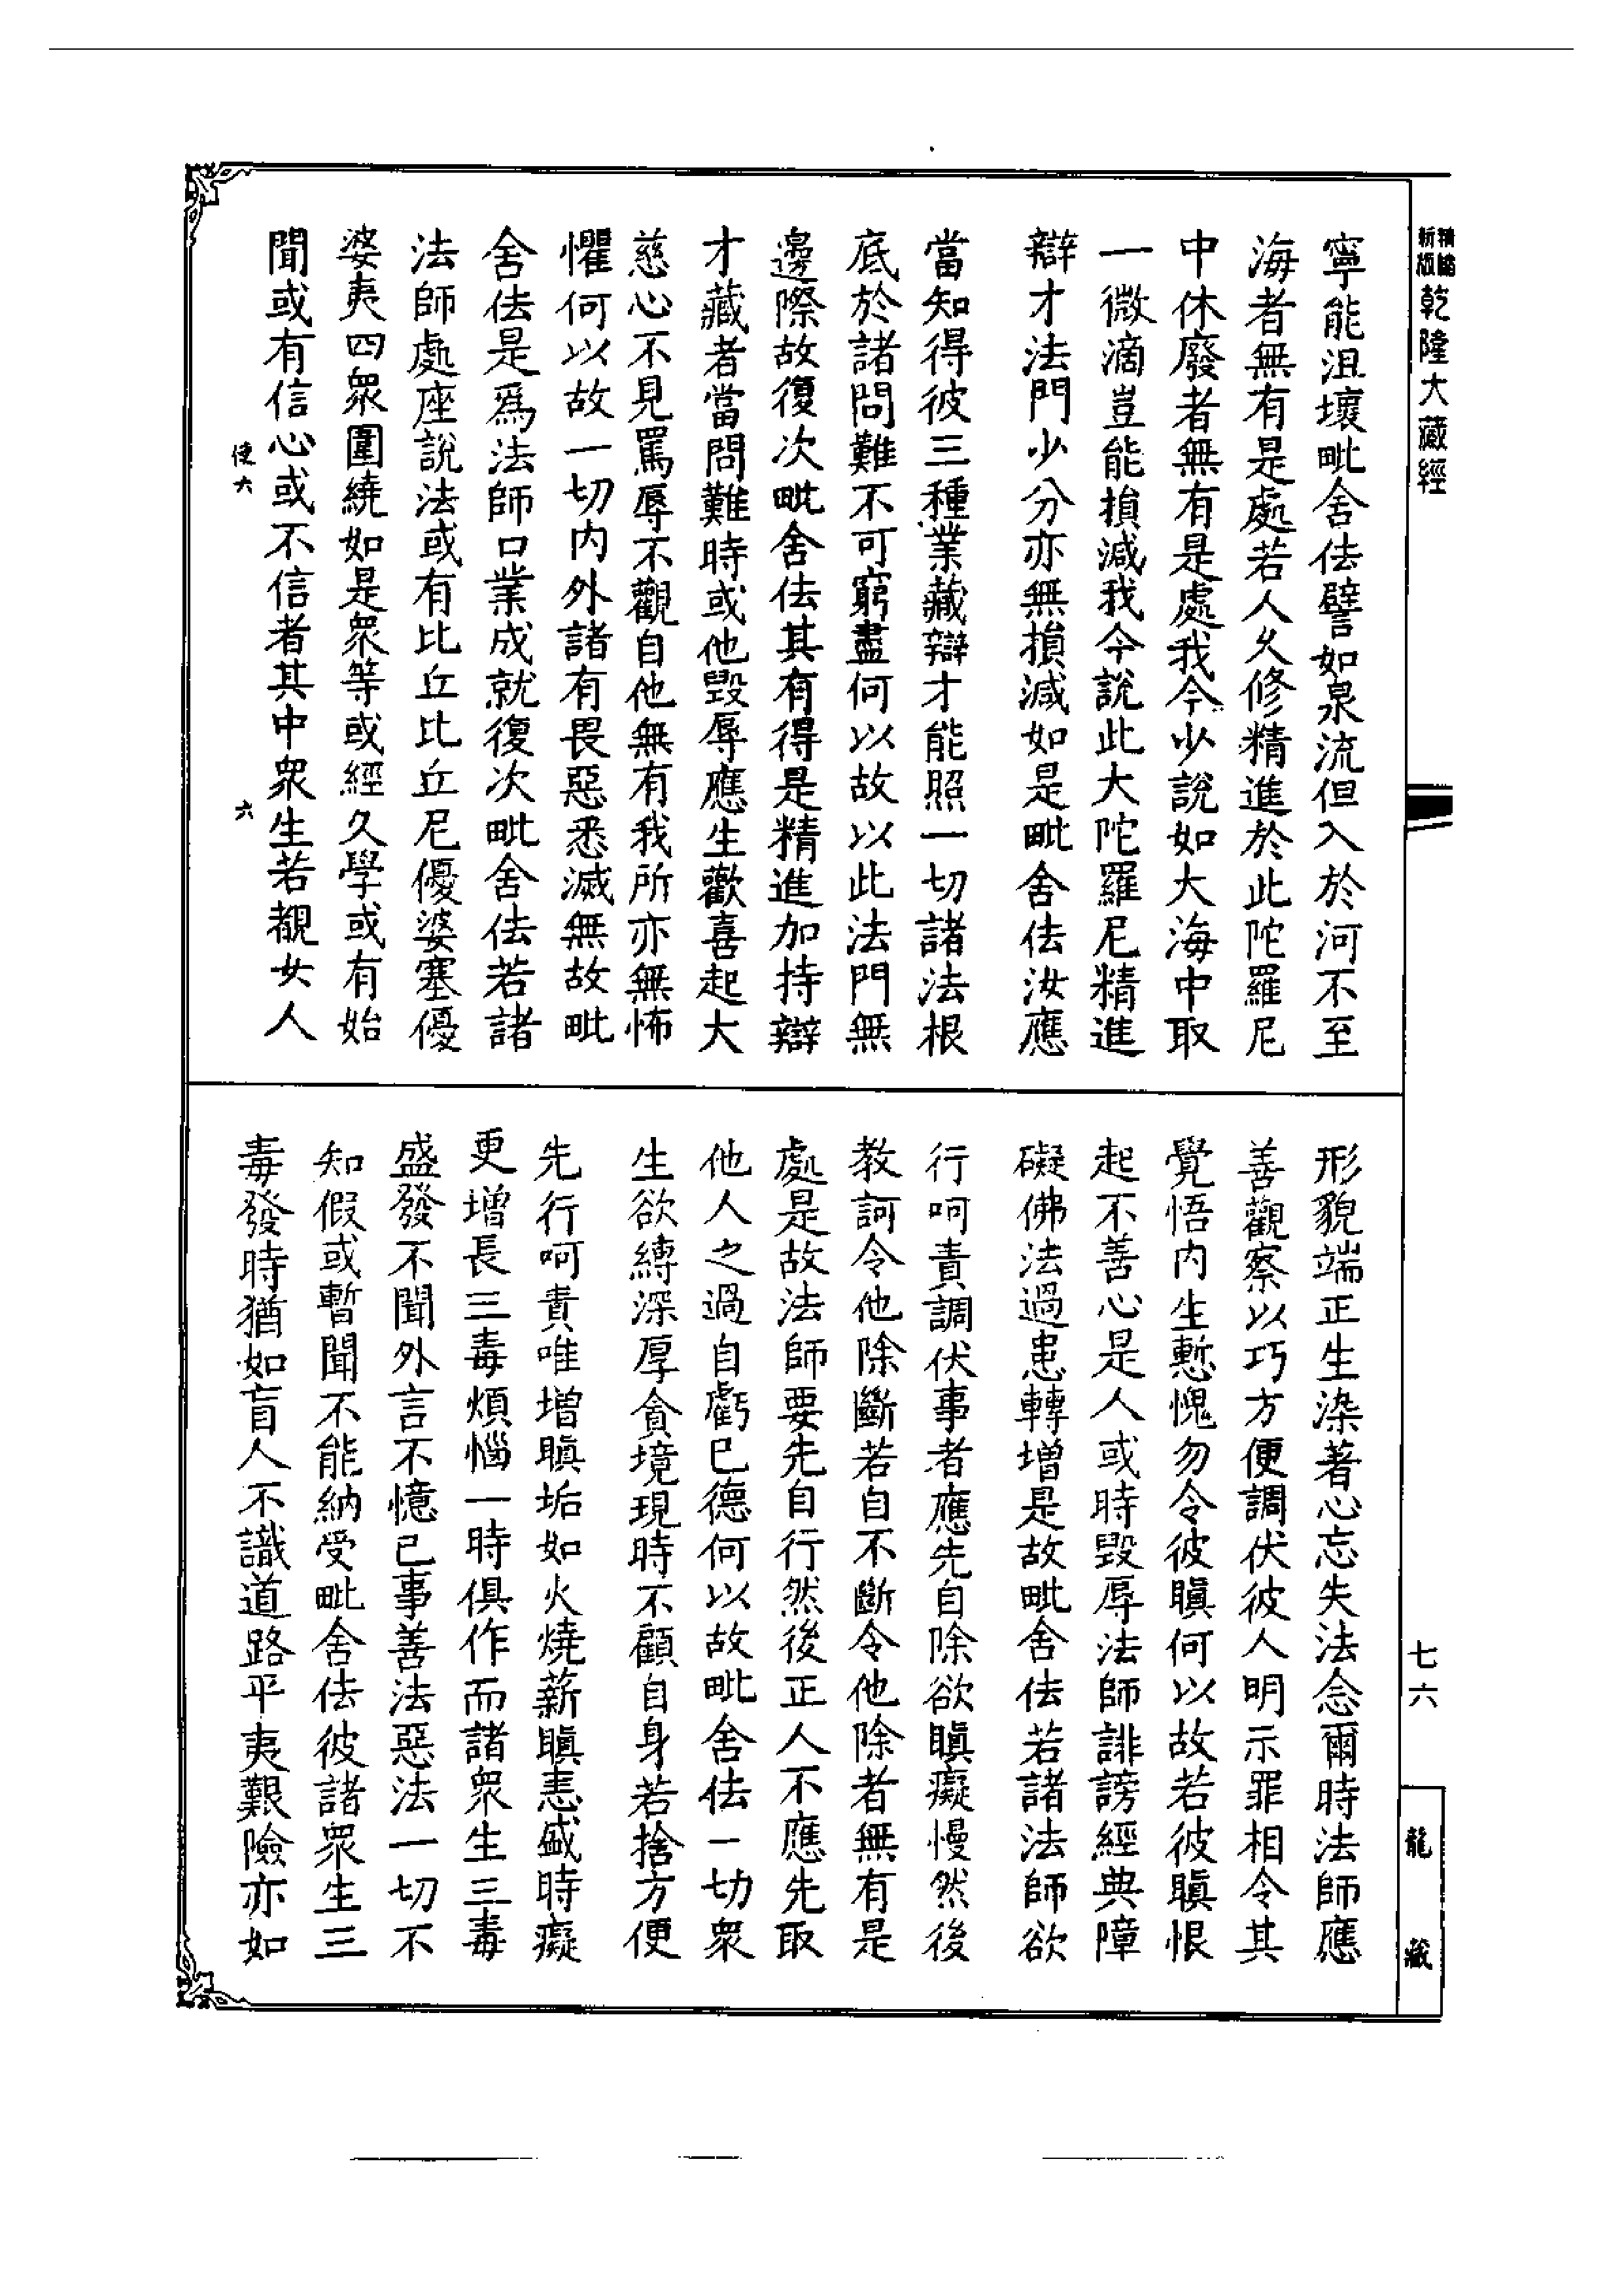 新版
精縮
乾隆大藏經
寧能沮壞毗舍佉譬如泉流但入於河不至
海者無有是處若人久修精進於此陀羅尼
中休廢者無有是處我今少說如大海中取
一微滴豈能損減我今說此大陀羅尼精進
辯才法門少分亦無損減如是毗舍佉汝應
當知得彼三種業藏辯才能照一切諸法根
底於諸問難不可窮盡何以故以此法門無
邊際故復次毗舍佉其有得是精進加持辯
才藏者當問難時或他毀辱應生歡喜起大
慈心不見罵辱不觀自他無有我所亦無怖
懼何以故一切內外諸有畏惡悉滅無故毗
舍佉是爲法師口業成就復次毗舍佉若諸
法師處座說法或有比丘比丘尼優婆塞優
婆夷四眾圍繞如是眾等或經久學或有始
聞或有信心或不信者其中眾生若覩女人
使六
六
形貌端正生染著心忘失法念爾時法師應
善觀察以巧方便調伏彼人明示罪相令其
覺悟內生慙愧勿令彼瞋何以故若彼瞋恨
起不善心是人或時毀辱法師誹謗經典障
礙佛法過患轉增是故毗舍佉若諸法師欲
行呵責調伏事者應先自除欲瞋癡慢然後
教訶令他除斷若自不斷令他除者無有是
處是故法師要先自行然後正人不應先取
他人之過自虧己德何以故毗舍佉一切眾
生欲縛深厚貪境現時不顧自身若捨方便
先行呵責唯增瞋垢如火燒薪瞋恚盛時癡
更增長三毒煩惱一時俱作而諸眾生三毒
盛發不聞外言不憶己事善法惡法一切不
知假或暫聞不能納受毗舍佉彼諸眾生三
毒發時猶如盲人不識道路平夷艱險亦如
七六
龍藏